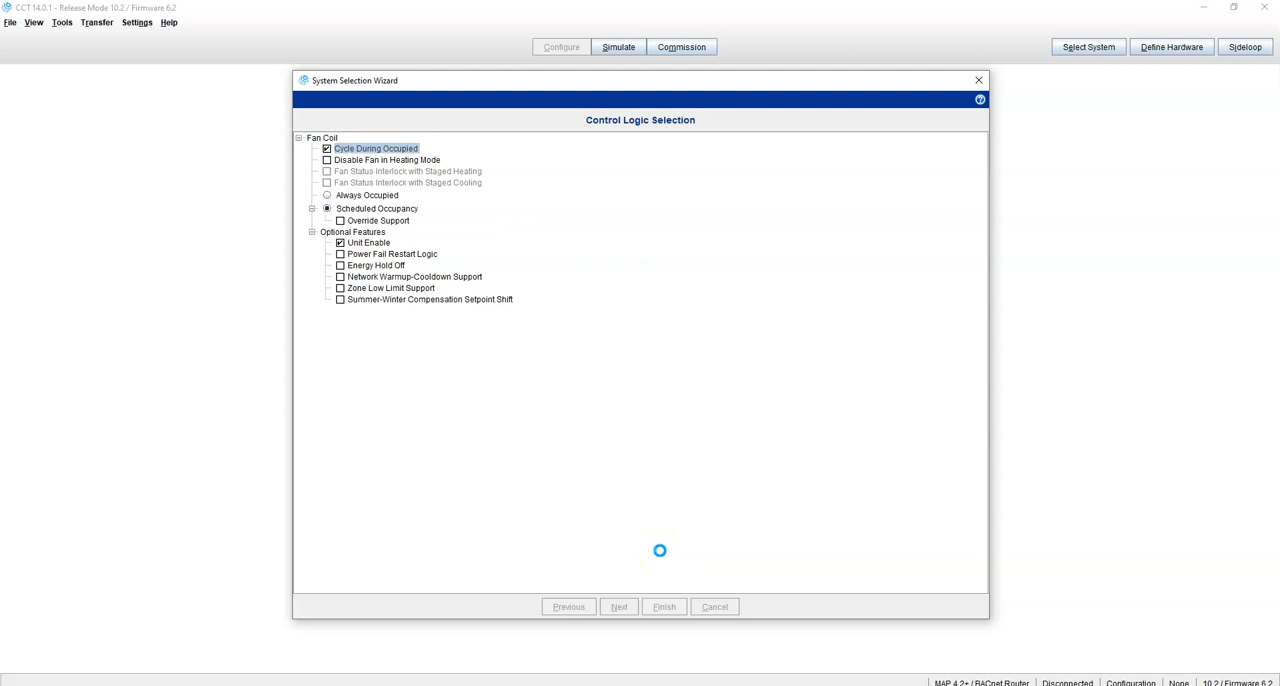 CCT 14.0.1 - Release Mode 10.2 / Firmware 6.2
File View Tools Transfer Settings Help
Configure Simulate Commission Select System Define Hardware Sideloop
System Selection Wizard
Control Logic Selection
Fan Coil
Cycle During Occupied
Disable Fan in Heating Mode
Fan Status Interlock with Staged Heating
Fan Status Interlock with Staged Cooling
Always Occupied
Scheduled Occupancy
Override Support
Optional Features
Unit Enable
Power Fail Restart Logic
Energy Hold Off
Network Warmup-Cooldown Support
Zone Low Limit Support
Summer-Winter Compensation Setpoint Shift
Previous Next Finish Cancel
MAP 4.2+ / BACnet Router Disconnected Configuration None 10.2 / Firmware 6.2